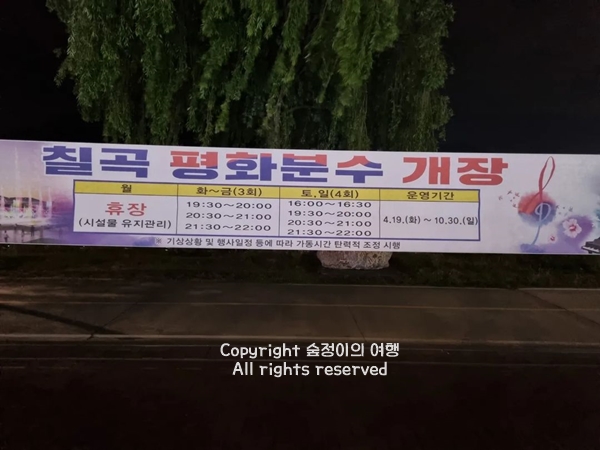 칠곡 평화분수 개장
월 화~금(3회) 토,일(4회) 운영기간
휴장
(시설물 유지관리)
19:30~20:00
20:30~21:00
21:30~22:00
16:00~16:30
19:30~20:00
20:30~21:00
21:30~22:00
4.19.(화) ~ 10.30.(일)
※ 기상상황 및 행사일정 등에 따라 가동시간 탄력적 조정 시행
Copyright 숲정이의 여행
All rights reserved